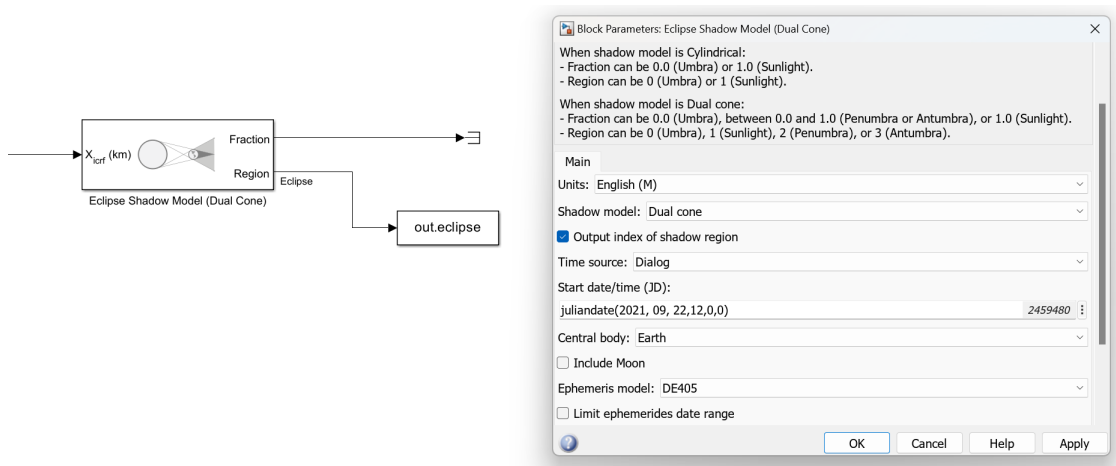 X_icrf (km)
Fraction
Region
Eclipse Shadow Model (Dual Cone)
Eclipse
out.eclipse
Block Parameters: Eclipse Shadow Model (Dual Cone)
When shadow model is Cylindrical:
- Fraction can be 0.0 (Umbra) or 1.0 (Sunlight).
- Region can be 0 (Umbra) or 1 (Sunlight).
When shadow model is Dual cone:
- Fraction can be 0.0 (Umbra), between 0.0 and 1.0 (Penumbra or Antumbra), or 1.0 (Sunlight).
- Region can be 0 (Umbra), 1 (Sunlight), 2 (Penumbra), or 3 (Antumbra).
Main
Units: English (M)
Shadow model: Dual cone
Output index of shadow region
Time source: Dialog
Start date/time (JD):
juliandate(2021, 09, 22,12,0,0) 2459480
Central body: Earth
Include Moon
Ephemeris model: DE405
Limit ephemerides date range
OK Cancel Help Apply